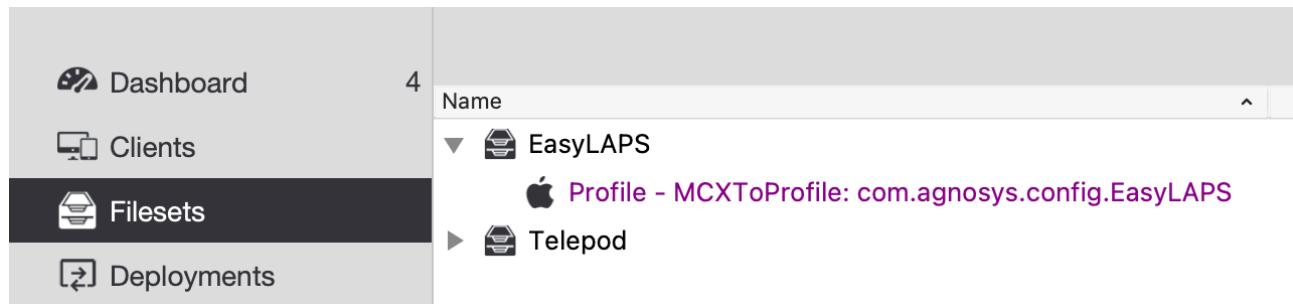 Dashboard 4
Clients
Filesets
Deployments
Name
EasyLAPS
Profile - MCXToProfile: com.agnosys.config.EasyLAPS
Telepod